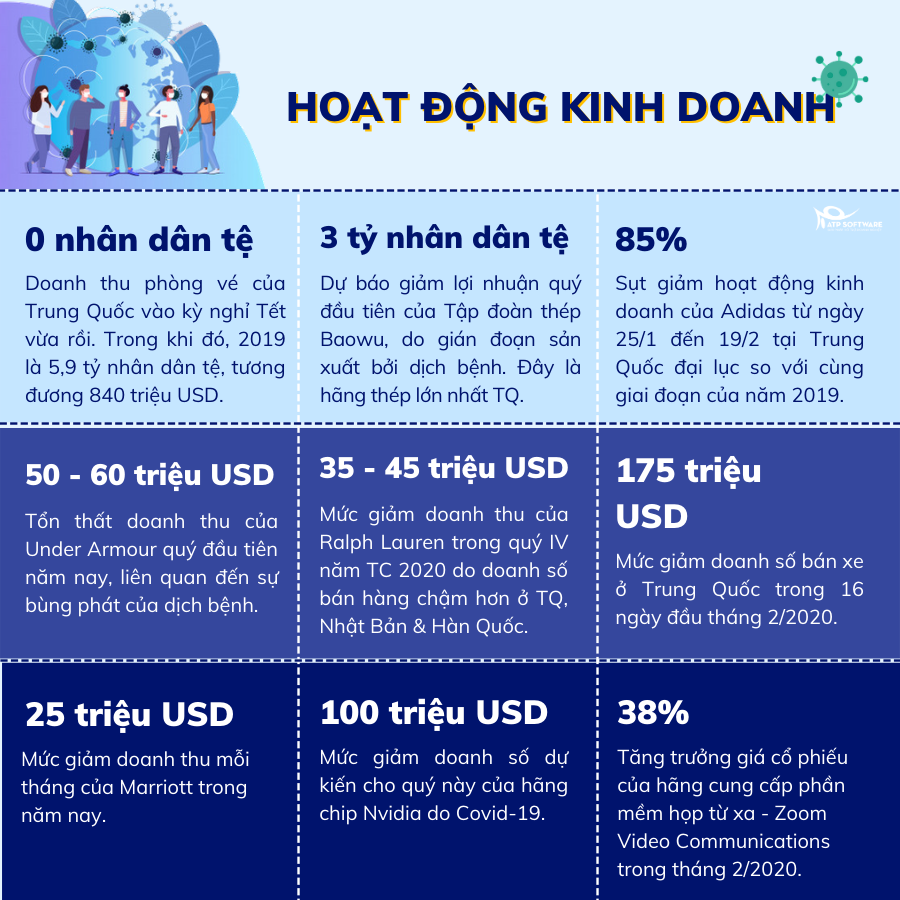 HOẠT ĐỘNG KINH DOANH
ATP SOFTWARE
0 nhân dân tệ
Doanh thu phòng vé của
Trung Quốc vào kỳ nghỉ Tết
vừa rồi. Trong khi đó, 2019
là 5,9 tỷ nhân dân tệ, tương
đương 840 triệu USD.
3 tỷ nhân dân tệ
Dự báo giảm lợi nhuận quý
đầu tiên của Tập đoàn thép
Baowu, do gián đoạn sản
xuất bởi dịch bệnh. Đây là
hãng thép lớn nhất TQ.
85%
Sụt giảm hoạt động kinh
doanh của Adidas từ ngày
25/1 đến 19/2 tại Trung
Quốc đại lục so với cùng
giai đoạn của năm 2019.
50 - 60 triệu USD
Tổn thất doanh thu của
Under Armour quý đầu tiên
năm nay, liên quan đến sự
bùng phát của dịch bệnh.
35 - 45 triệu USD
Mức giảm doanh thu của
Ralph Lauren trong quý IV
năm TC 2020 do doanh số
bán hàng chậm hơn ở TQ,
Nhật Bản & Hàn Quốc.
175 triệu
USD
Mức giảm doanh số bán xe
ở Trung Quốc trong 16
ngày đầu tháng 2/2020.
25 triệu USD
Mức giảm doanh thu mỗi
tháng của Marriott trong
năm nay.
100 triệu USD
Mức giảm doanh số dự
kiến cho quý này của hãng
chip Nvidia do Covid-19.
38%
Tăng trưởng giá cổ phiếu
của hãng cung cấp phần
mềm họp từ xa - Zoom
Video Communications
trong tháng 2/2020.